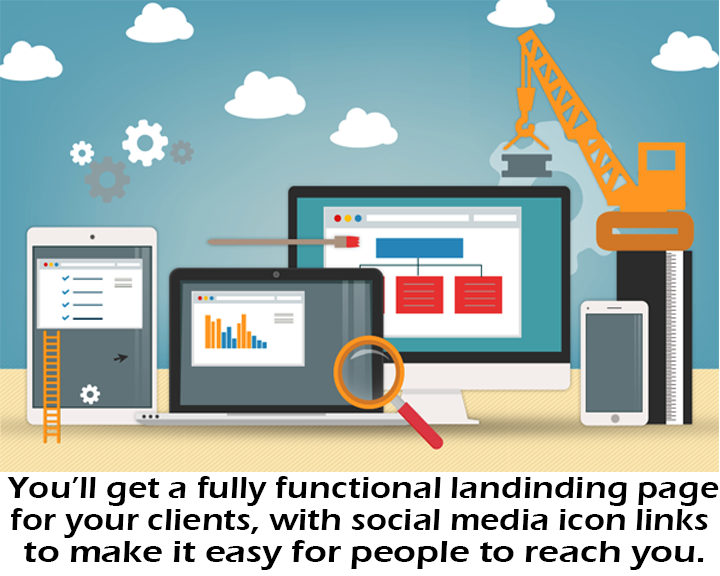 You'll get a fully functional landinding page
for your clients, with social media icon links
to make it easy for people to reach you.